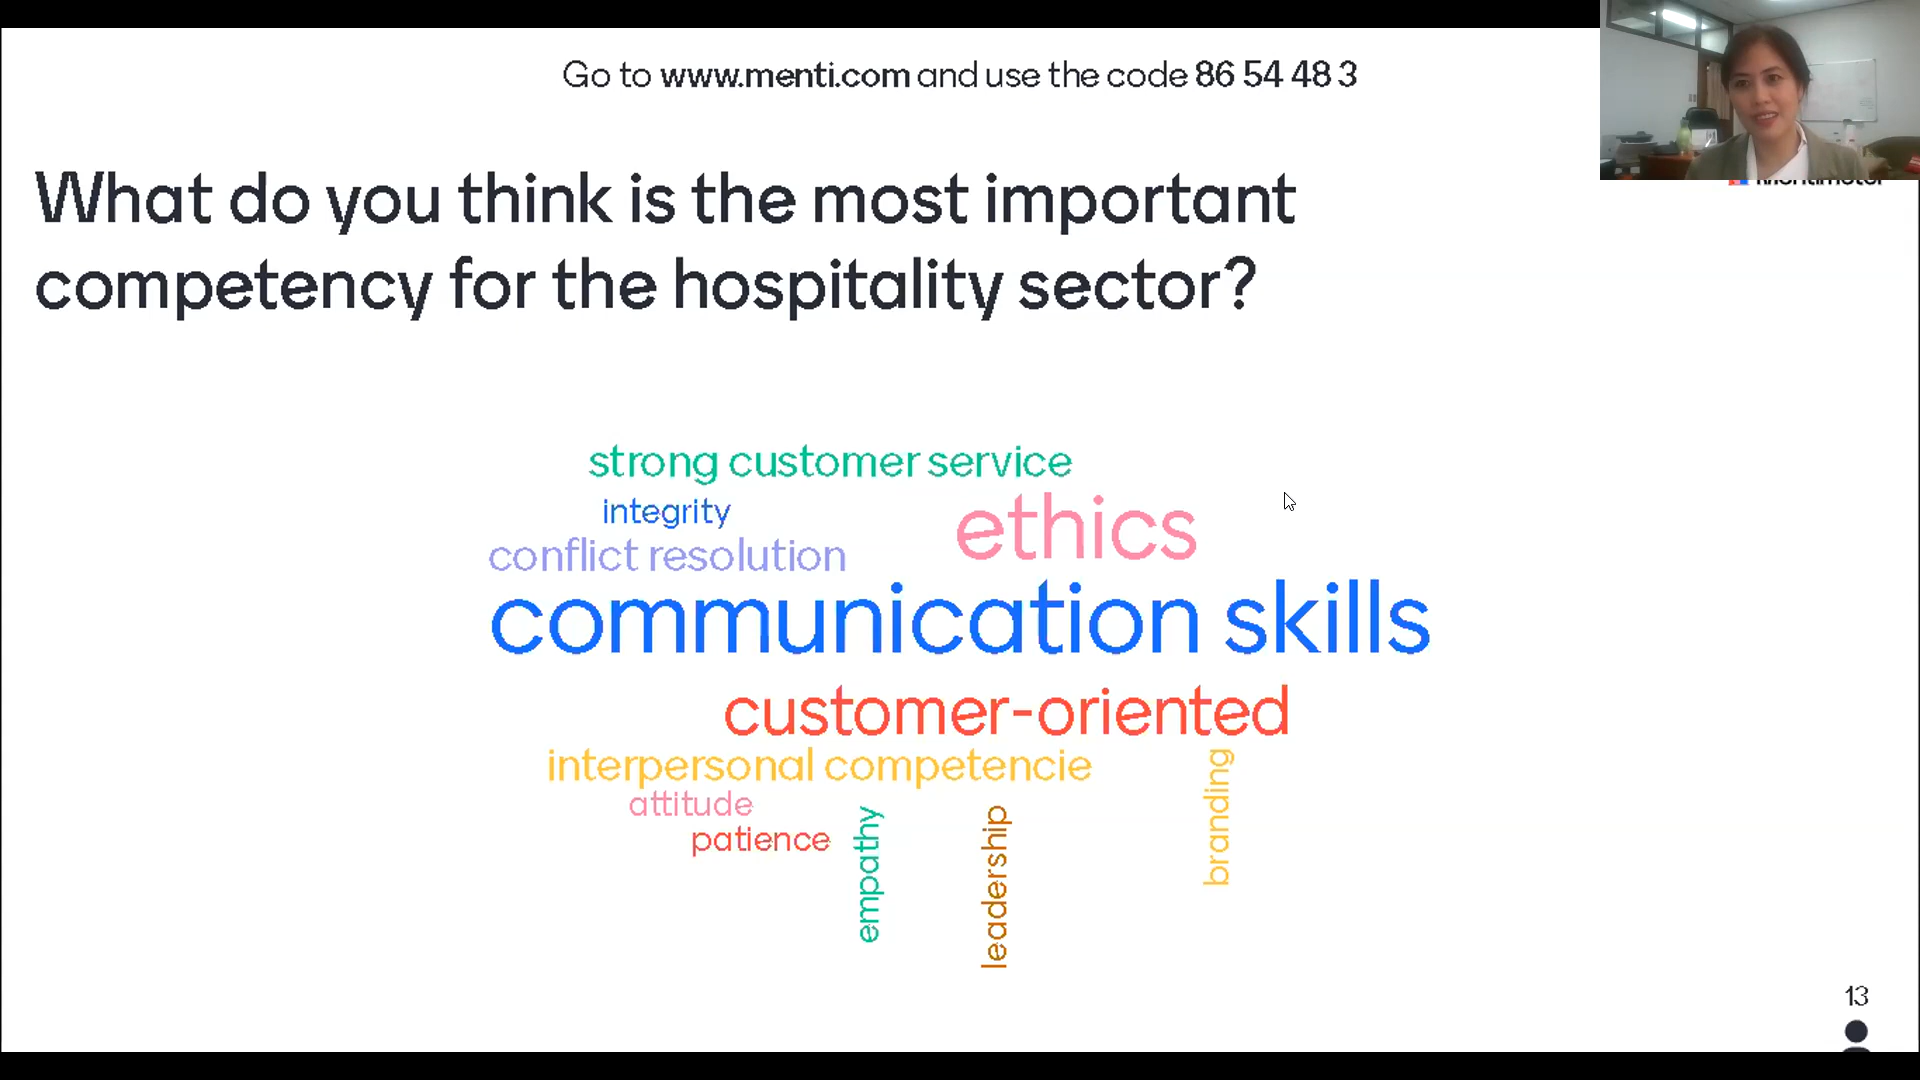 Go to www.menti.com and use the code 86 54 48 3
What do you think is the most important
competency for the hospitality sector?
strong customer service
integrity
ethics
conflict resolution
communication skills
customer-oriented
interpersonal competencie
branding
attitude
patience
empathy
leadership
13